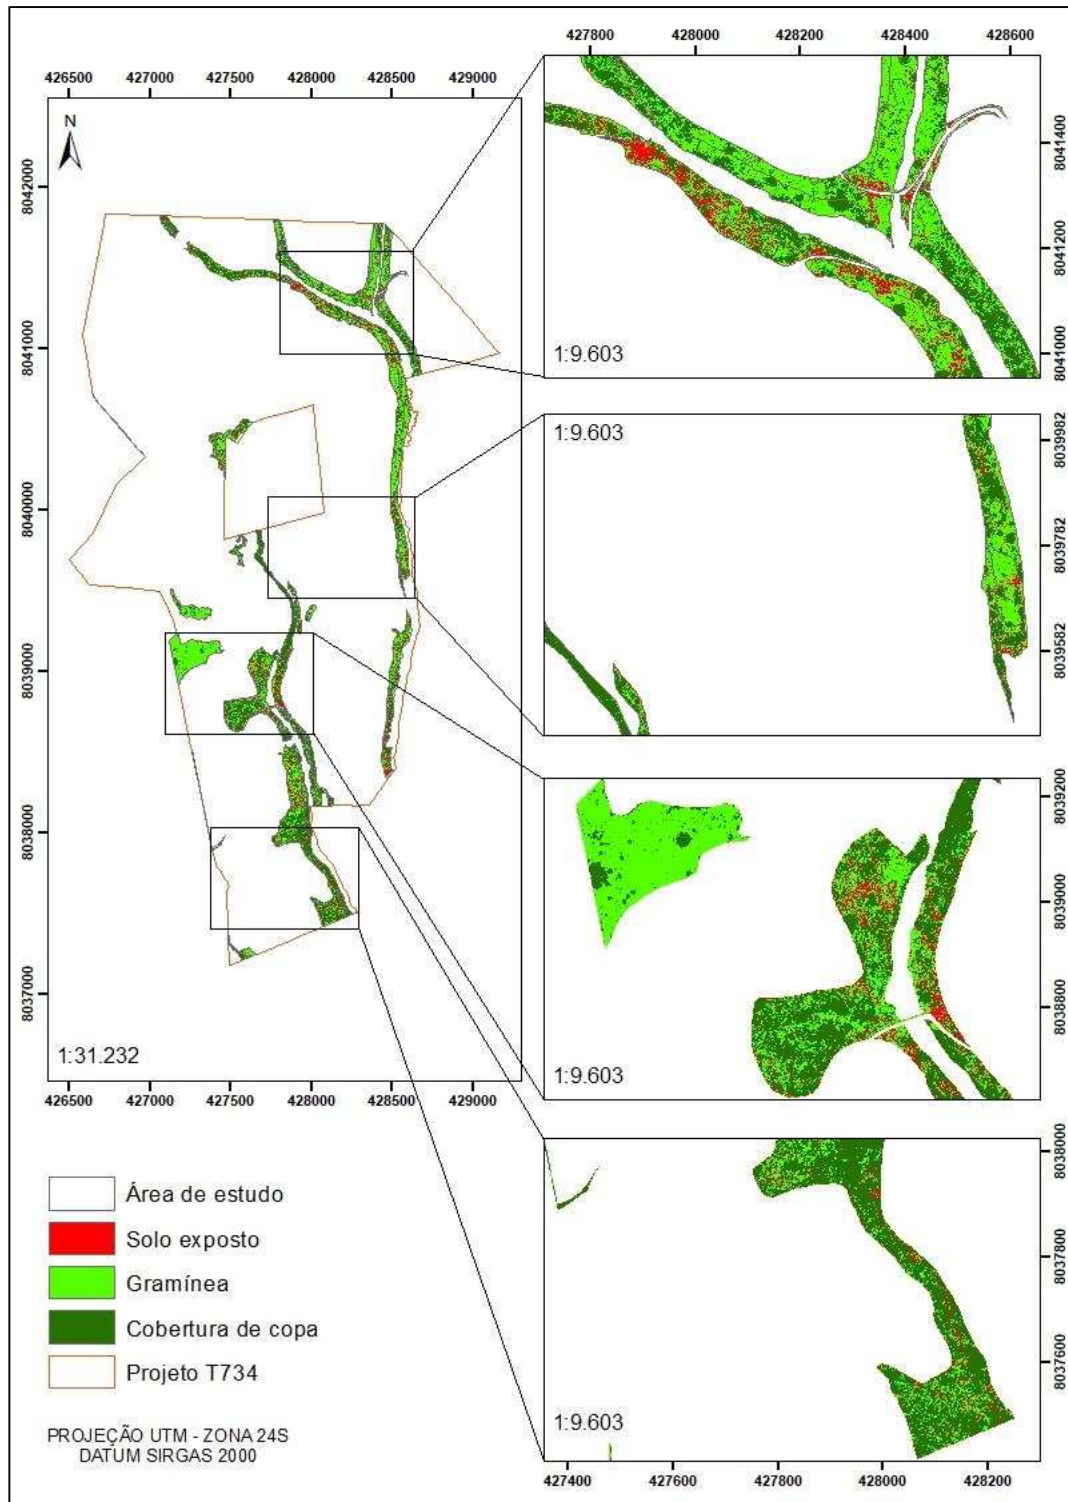 427800 428000 428200 428400 428600
426500 427000 427500 428000 428500 429000
N
8042000
8041000
8040000
8039000
8038000
8037000
1:31.232
426500 427000 427500 428000 428500 429000
8041400
8041200
8041000
1:9.603
1:9.603
8039982
8039782
8039582
8039200
8039000
8038800
1:9.603
8038000
8037800
8037600
1:9.603
427400 427600 427800 428000 428200
Área de estudo
Solo exposto
Gramínea
Cobertura de copa
Projeto T734
PROJEÇÃO UTM - ZONA 24S
DATUM SIRGAS 2000